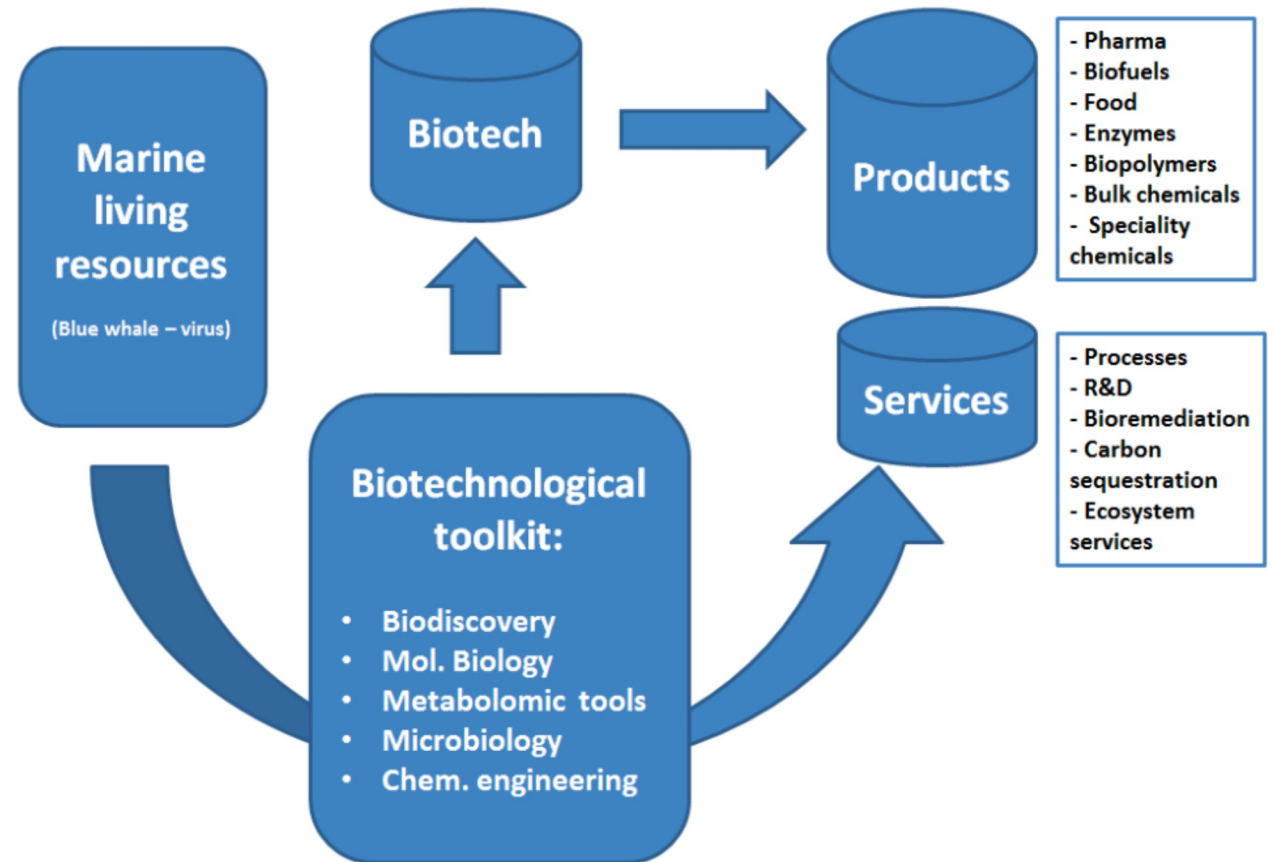 Marine
living
resources
(Blue whale – virus)
Biotech
Products
- Pharma
- Biofuels
- Food
- Enzymes
- Biopolymers
- Bulk chemicals
-  Speciality
chemicals
Services
- Processes
- R&D
- Bioremediation
- Carbon
sequestration
- Ecosystem
services
Biotechnological
toolkit:
• Biodiscovery
• Mol. Biology
• Metabolomic tools
• Microbiology
• Chem. engineering